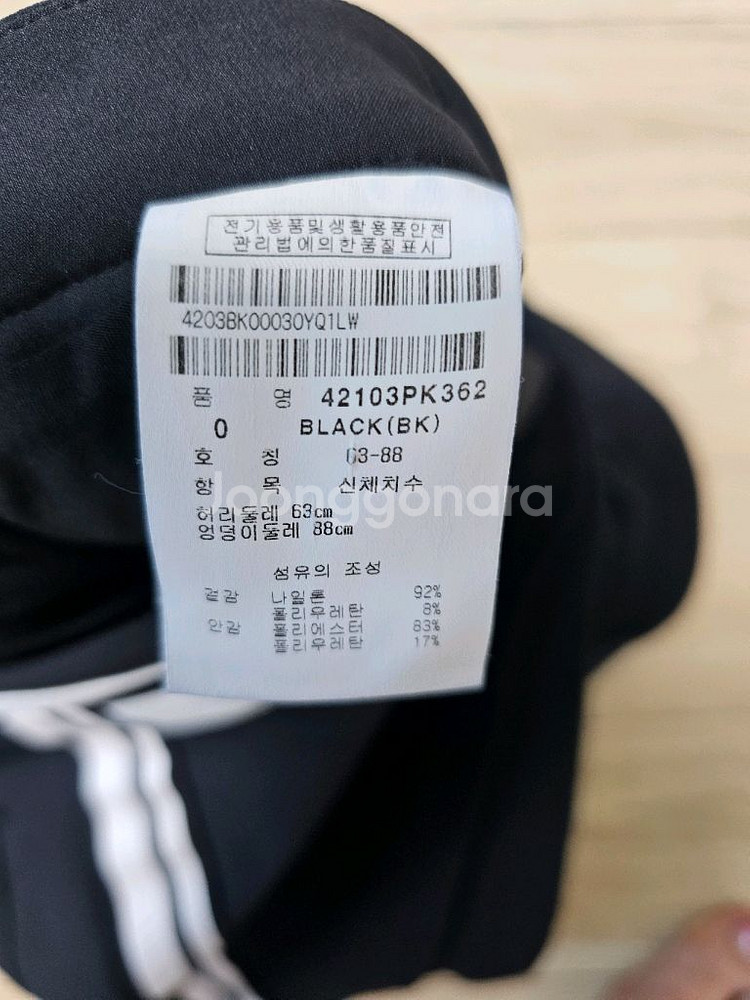 전기용품및생활용품안전
관리법에의한품질표시
4203BK00030YQ1LW
품 명 42103PK362
0 BLACK(BK)
호 칭 63-88
항 목 신체치수
허리둘레 63cm
엉덩이둘레 88cm
joonggonara
섬유의 조성
겉감 나일론 92%
폴리우레탄 8%
안감 폴리에스터 83%
폴리우레탄 17%